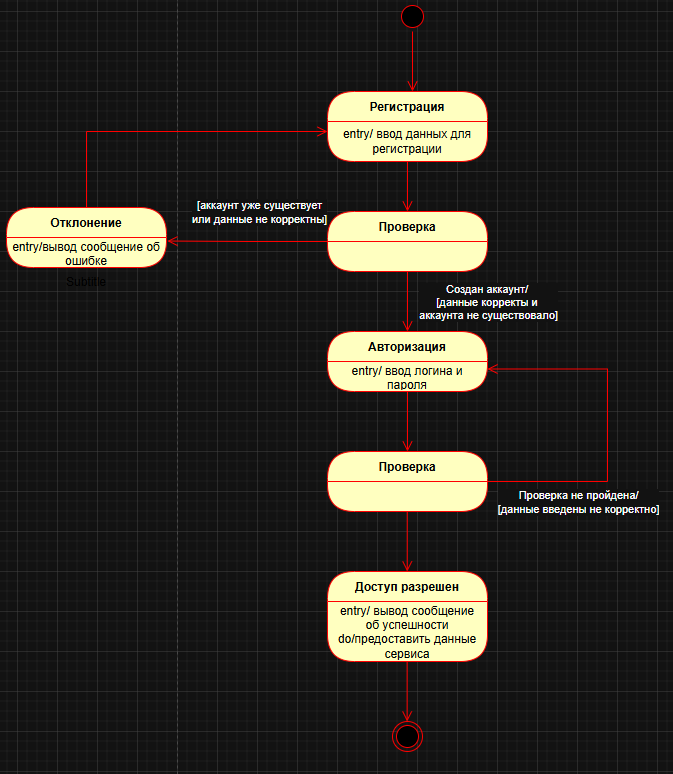 Регистрация
entry/ ввод данных для
регистрации
[аккаунт уже существует
или данные не корректны]
Отклонение
entry/вывод сообщение об
ошибке
Subtitle
Проверка
Создан аккаунт/
[данные корректы и
аккаунта не существовало]
Авторизация
entry/ ввод логина и
пароля
Проверка
Проверка не пройдена/
[данные введены не корректно]
Доступ разрешен
entry/ вывод сообщение
об успешности
do/предоставить данные
сервиса